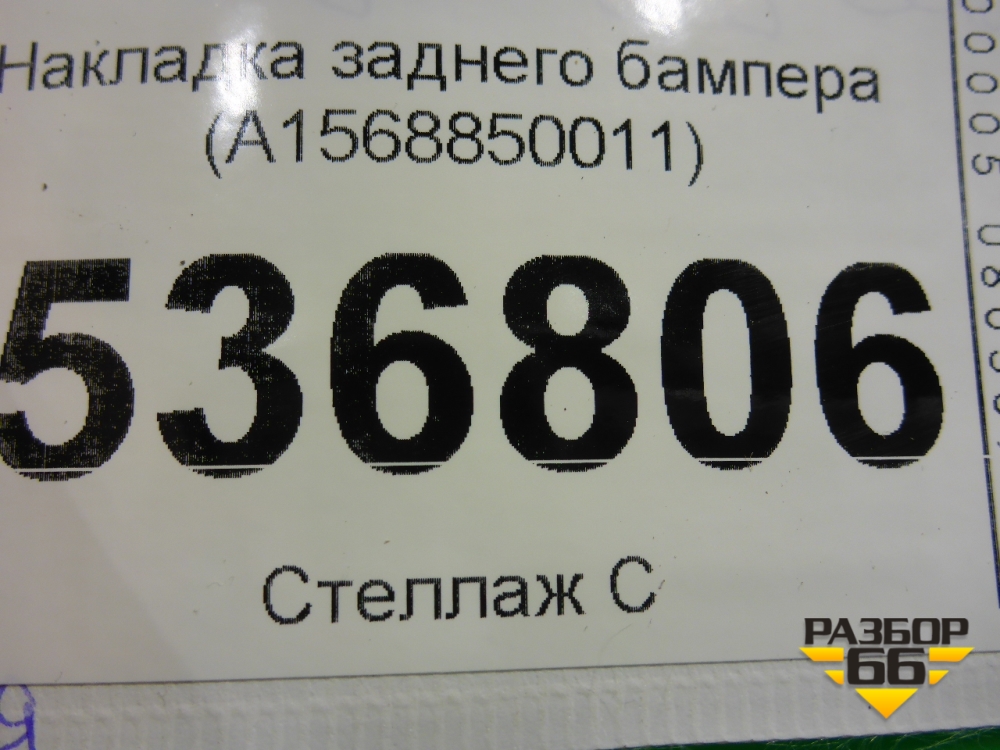 Накладка заднего бампера
(A1568850011)
536806
Стеллаж С
РАЗБОР
66